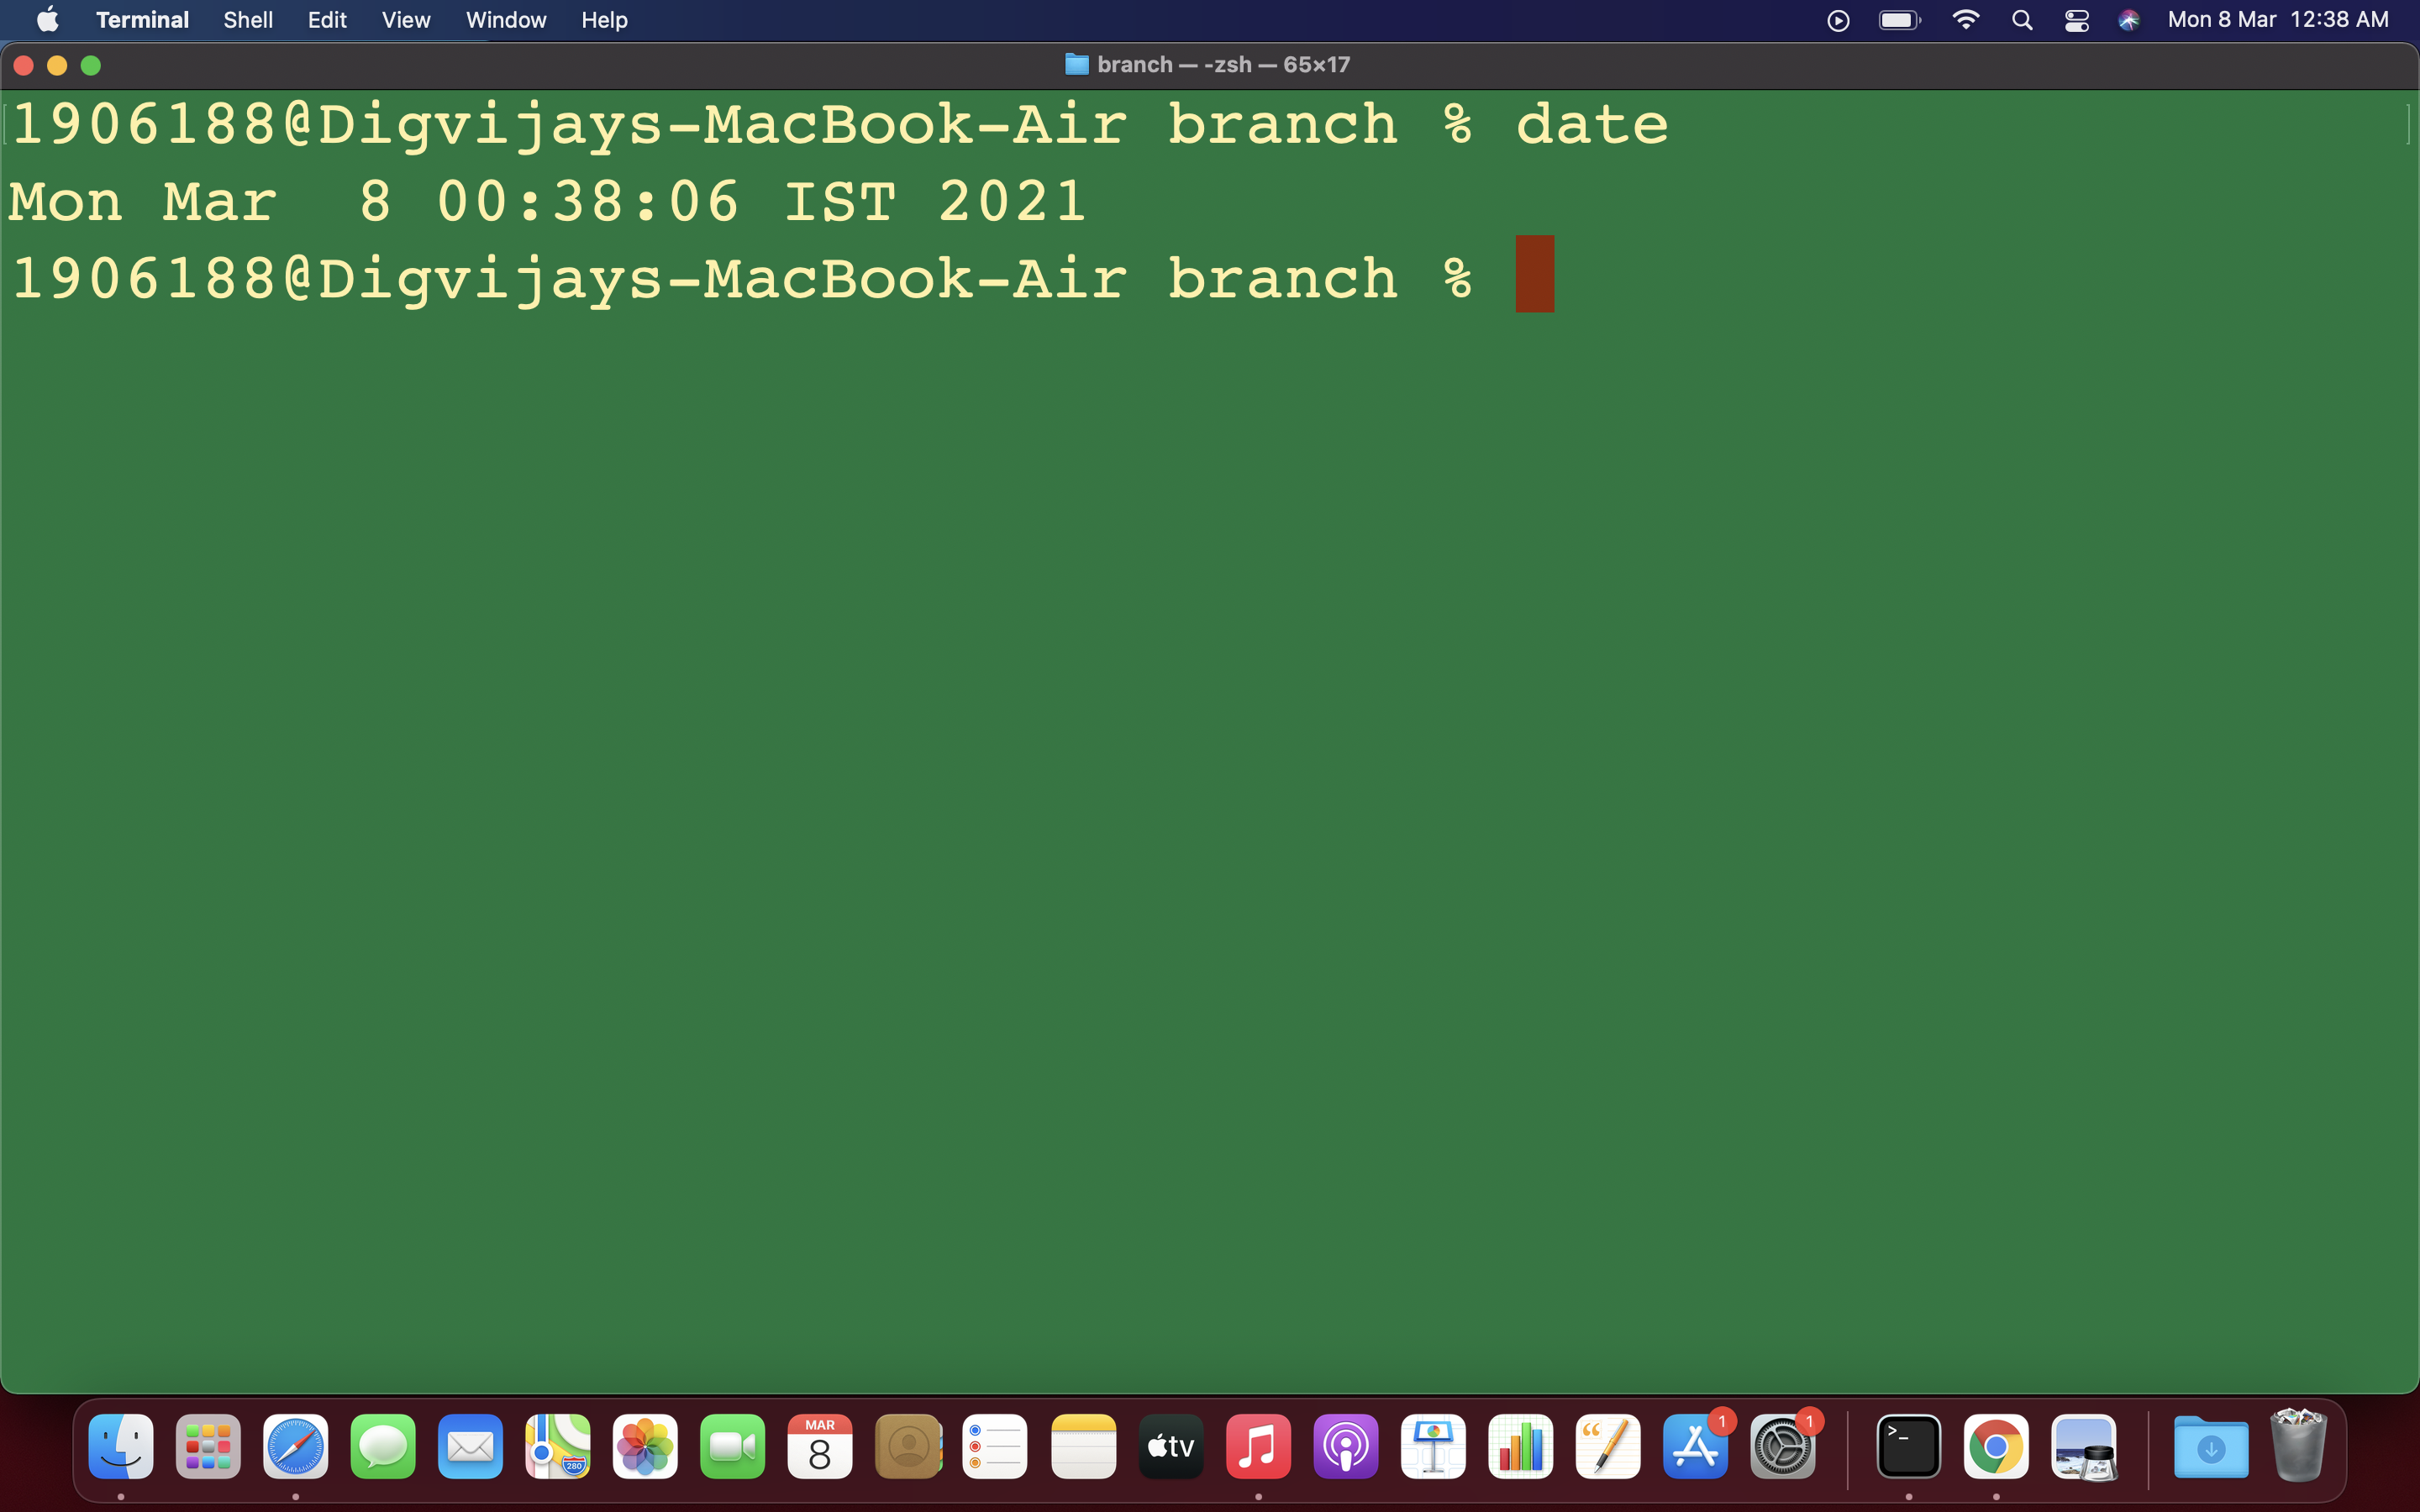 Terminal Shell Edit View Window Help Mon 8 Mar 12:38 AM
branch — -zsh — 65×17
1906188@Digvijays-MacBook-Air branch % date
Mon Mar  8 00:38:06 IST 2021
1906188@Digvijays-MacBook-Air branch %
280
MAR
8
tv
1
1
>_